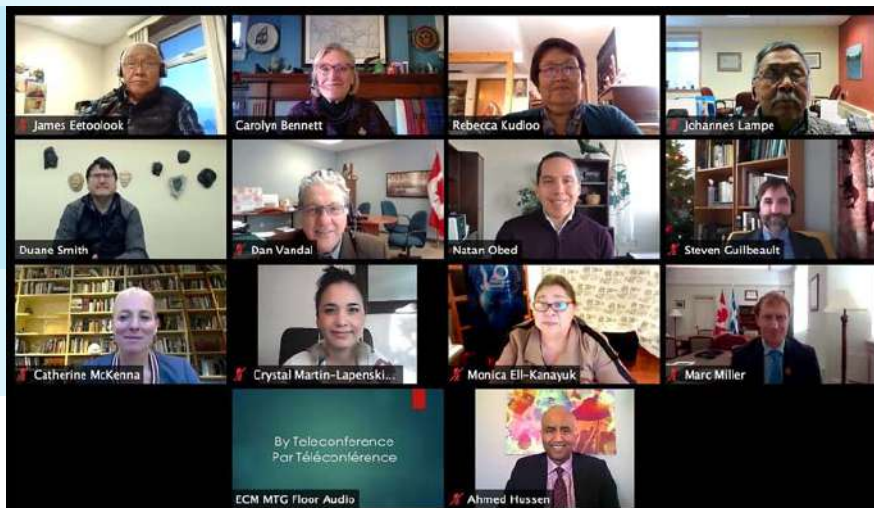 James Eetoolook
Carolyn Bennett
Rebecca Kudloo
Johannes Lampe
Duane Smith
Dan Vandal
Natan Obed
Steven Guilbeault
Catherine McKenna
Crystal Martin-Lapenski...
Monica Ell-Kanayuk
Marc Miller
By Teleconference
Par Téléconférence
ECM MTG Floor Audio
Ahmed Hussen